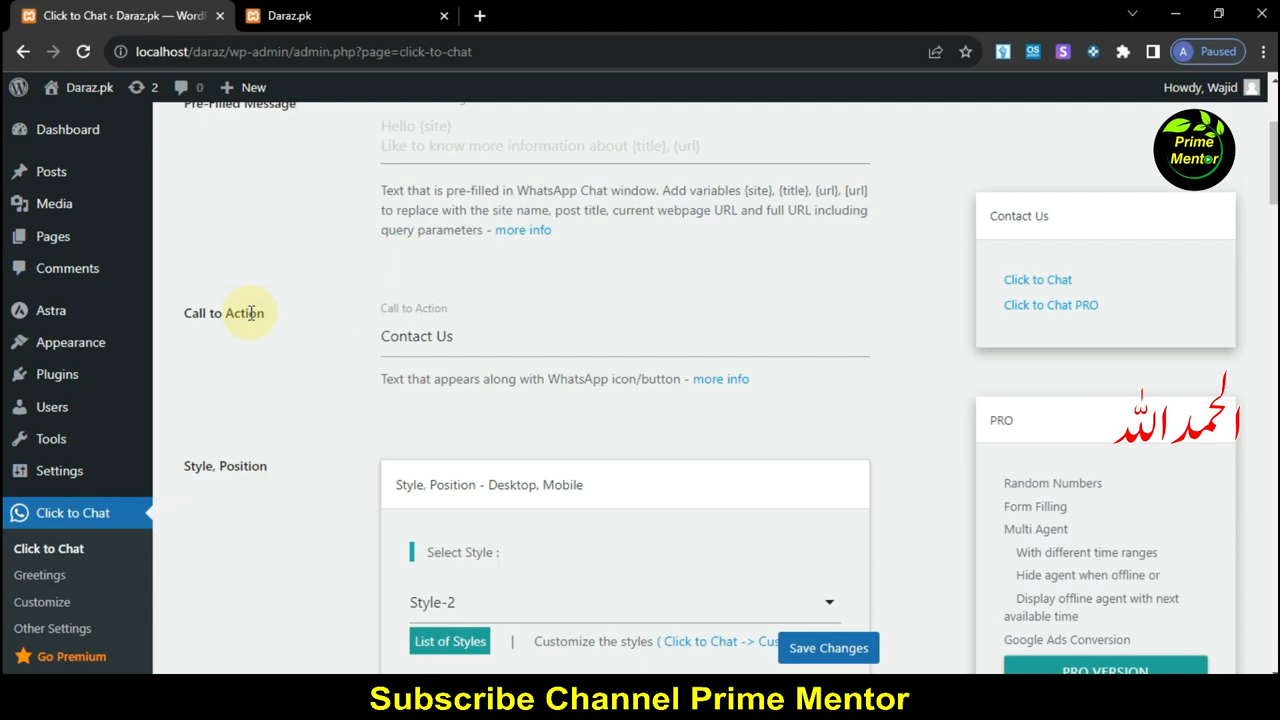 Click to Chat ‹ Daraz.pk — WordP
Daraz.pk
localhost/daraz/wp-admin/admin.php?page=click-to-chat
OS
S
A
Paused
Daraz.pk
2
0
New
Howdy, Wajid
Dashboard
Posts
Media
Pages
Comments
Astra
Appearance
Plugins
Users
Tools
Settings
Click to Chat
Click to Chat
Greetings
Customize
Other Settings
Go Premium
Pre-Filled Message
Hello {site}
Like to know more information about {title}, {url}
Text that is pre-filled in WhatsApp Chat window. Add variables {site}, {title}, {url}, [url]
to replace with the site name, post title, current webpage URL and full URL including
query parameters - more info
Call to Action
Call to Action
Contact Us
Text that appears along with WhatsApp icon/button - more info
Style, Position
Style, Position - Desktop, Mobile
Select Style :
Style-2
List of Styles | Customize the styles ( Click to Chat -> Cus
Save Changes
Prime
Mentor
Contact Us
Click to Chat
Click to Chat PRO
PRO
الحمد اللہ
Random Numbers
Form Filling
Multi Agent
With different time ranges
Hide agent when offline or
Display offline agent with next
available time
Google Ads Conversion
PRO VERSION
Subscribe Channel Prime Mentor